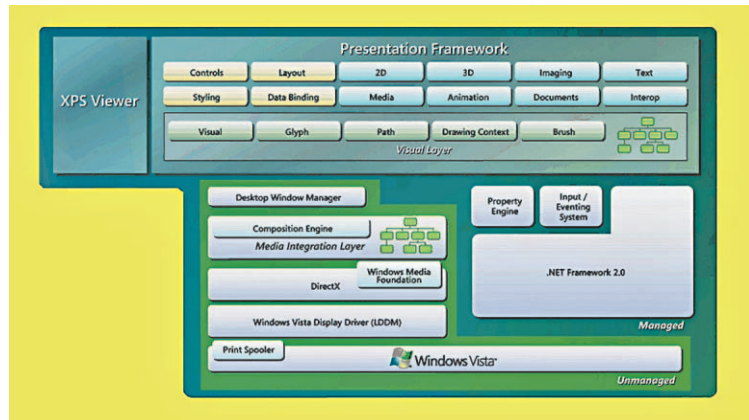 Presentation Framework
XPS Viewer
Controls
Layout
2D
3D
Imaging
Text
Styling
Data Binding
Media
Animation
Documents
Interop
Visual
Glyph
Path
Drawing Context
Brush
Visual Layer
Desktop Window Manager
Composition Engine
Media Integration Layer
Windows Media
Foundation
DirectX
Windows Vista Display Driver (LDDM)
Print Spooler
Windows Vista
Property
Engine
Input /
Eventing
System
.NET Framework 2.0
Managed
Unmanaged